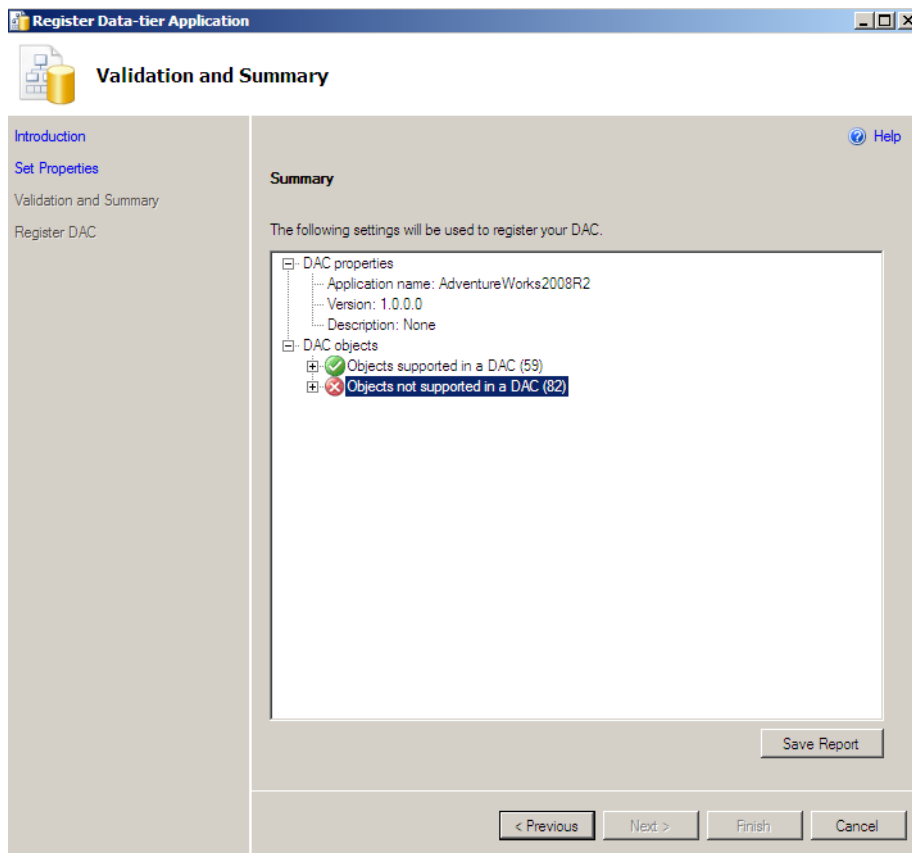 Register Data-tier Application
Validation and Summary
Introduction
Set Properties
Validation and Summary
Register DAC
Help
Summary
The following settings will be used to register your DAC.
DAC properties
Application name: AdventureWorks2008R2
Version: 1.0.0.0
Description: None
DAC objects
Objects supported in a DAC (59)
Objects not supported in a DAC (82)
Save Report
< Previous
Next >
Finish
Cancel